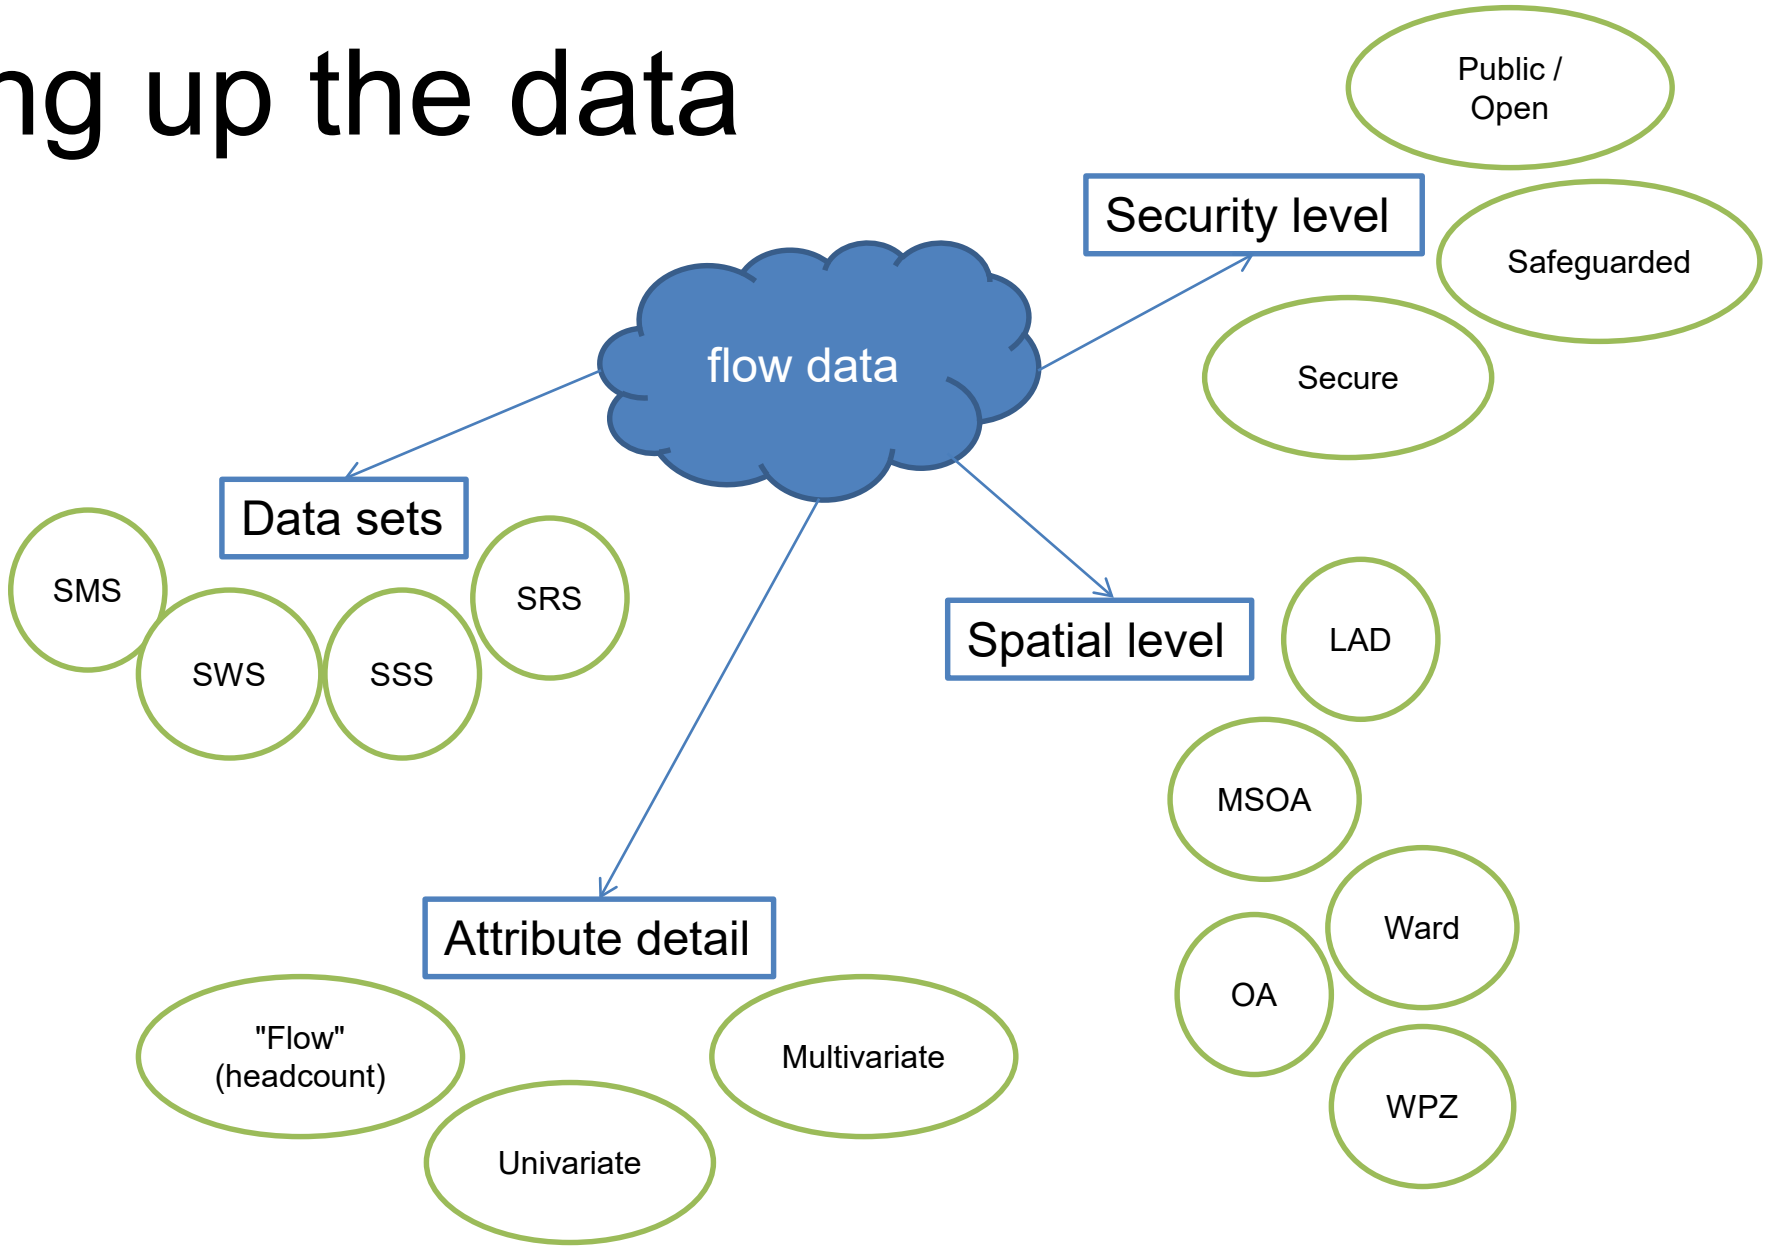 ng up the data
Public /
Open
Security level
Safeguarded
flow data
Secure
Data sets
SMS
SRS
SWS
SSS
Spatial level
LAD
MSOA
Ward
OA
WPZ
Attribute detail
"Flow"
(headcount)
Multivariate
Univariate